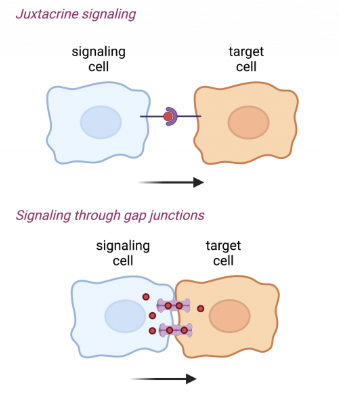 Juxtacrine signaling
signaling target
cell cell
Signaling through gap junctions
signaling target
cell cell